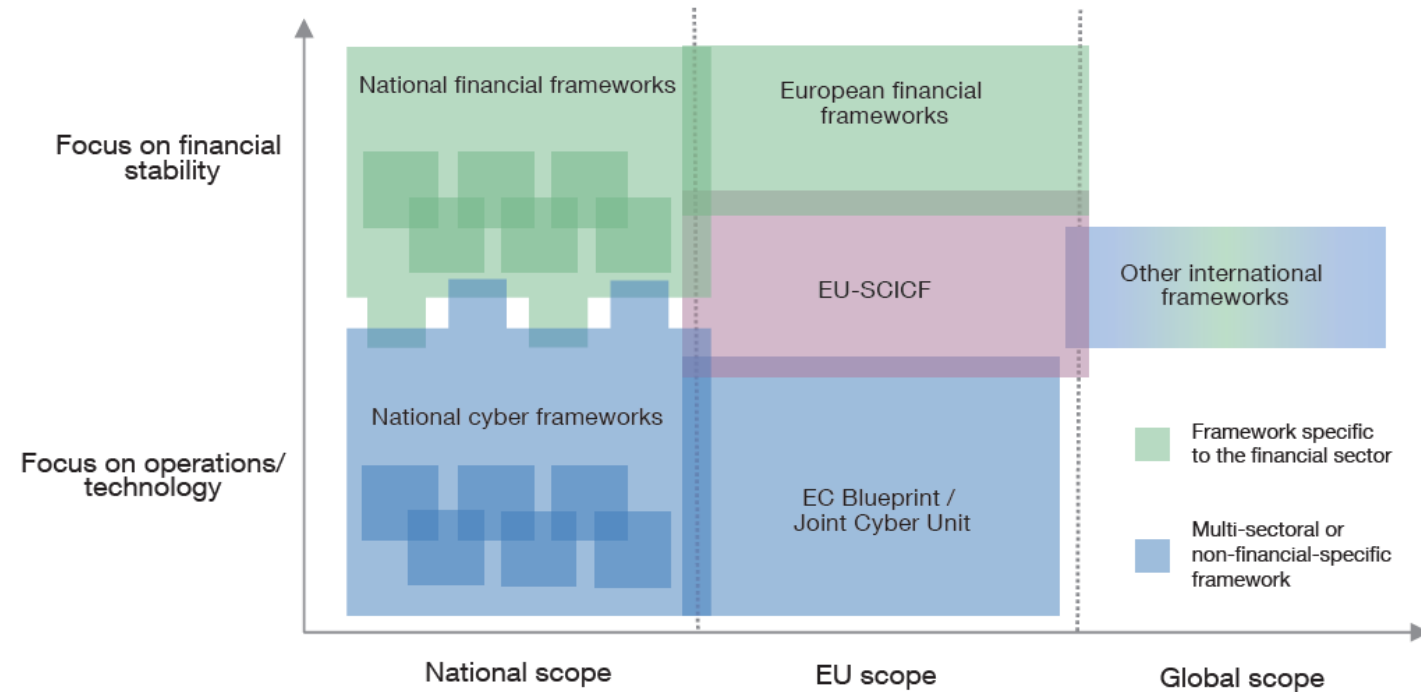 National financial frameworks
European financial
frameworks
Focus on financial
stability
EU-SCICF
Other international
frameworks
National cyber frameworks
Focus on operations/
technology
EC Blueprint /
Joint Cyber Unit
Framework specific
to the financial sector
Multi-sectoral or
non-financial-specific
framework
National scope
EU scope
Global scope